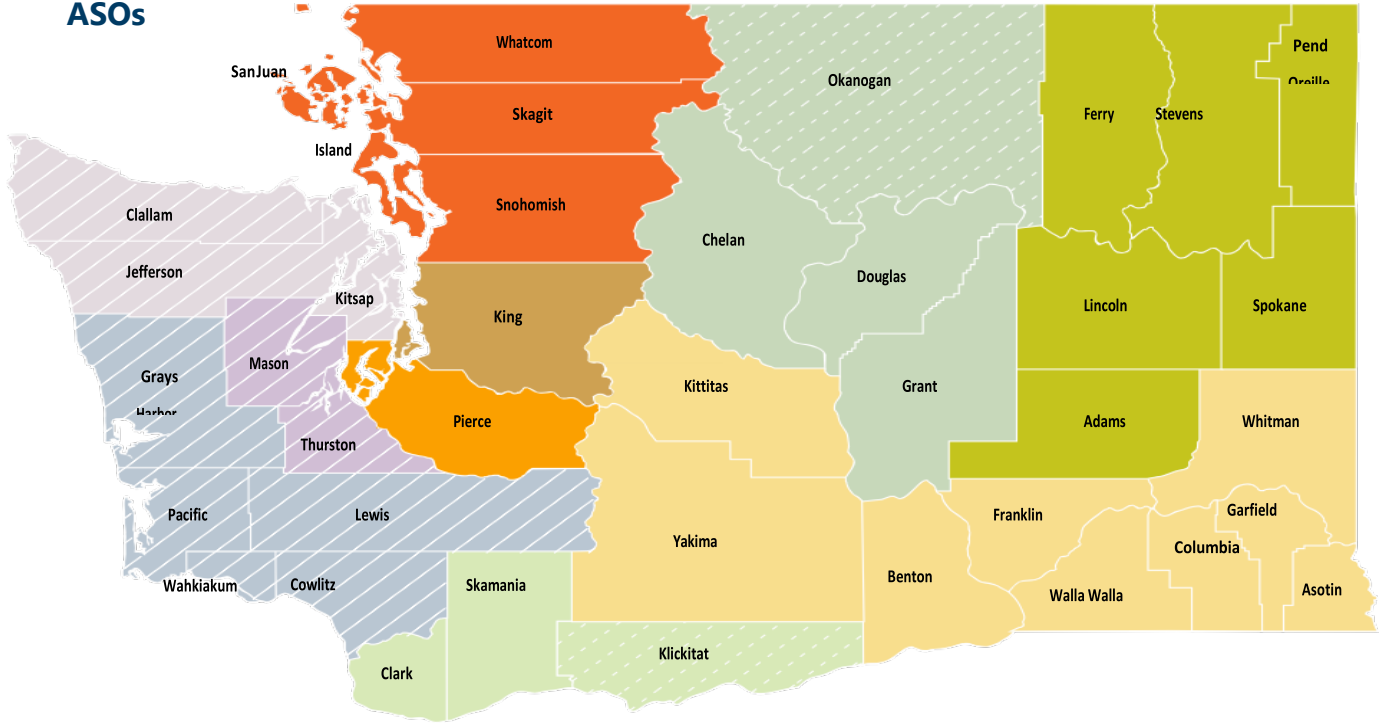 ASOs
Whatcom
Pend
Oreille
SanJuan
Okanogan
Skagit
Ferry
Stevens
Island
Snohomish
Clallam
Chelan
Jefferson
Douglas
Kitsap
Lincoln
Spokane
King
Mason
Grays
Harbor
Kittitas
Grant
Pierce
Adams
Whitman
Thurston
Pacific
Lewis
Franklin
Garfield
Yakima
Columbia
Benton
Wahkiakum
Cowlitz
Skamania
Walla Walla
Asotin
Klickitat
Clark